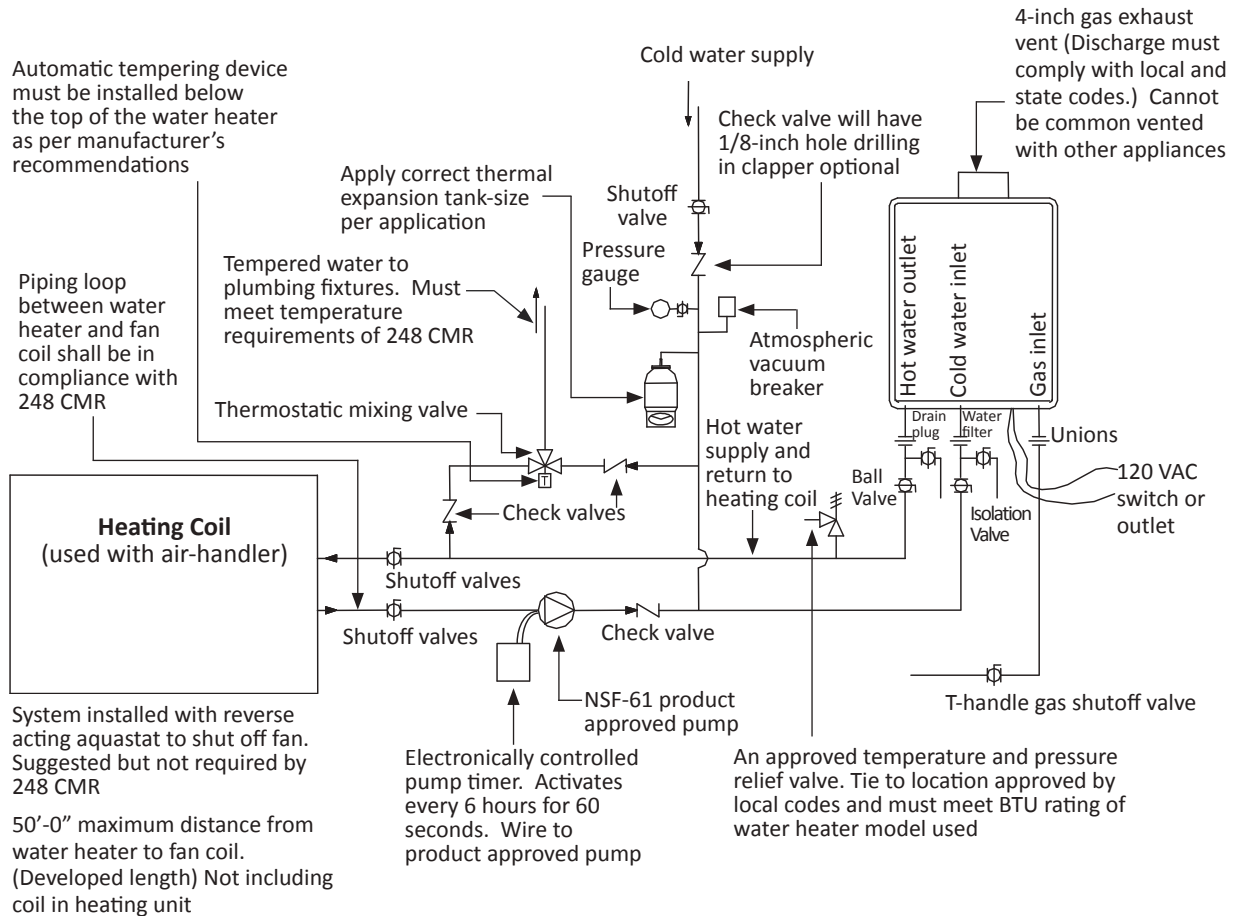 4-inch gas exhaust
vent (Discharge must
comply with local and
state codes.)  Cannot
be common vented
with other appliances
Cold water supply
Automatic tempering device
must be installed below
the top of the water heater
as per manufacturer’s
recommendations
Check valve will have
1/8-inch hole drilling
in clapper optional
Apply correct thermal
expansion tank-size
per application
Shutoff
valve
Pressure
gauge
Tempered water to
plumbing fixtures.  Must
meet temperature
requirements of 248 CMR
Piping loop
between water
heater and fan
coil shall be in
compliance with
248 CMR
Atmospheric
vacuum
breaker
Hot water outlet
Cold water inlet
Gas inlet
Thermostatic mixing valve
Drain
plug
Water
filter
Unions
Hot water
supply and
return to
heating coil
Ball
Valve
120 VAC
switch or
outlet
T
Check valves
Isolation
Valve
Heating Coil
(used with air-handler)
Shutoff valves
Shutoff valves
Check valve
NSF-61 product
approved pump
T-handle gas shutoff valve
System installed with reverse
acting aquastat to shut off fan.
Suggested but not required by
248 CMR
Electronically controlled
pump timer.  Activates
every 6 hours for 60
seconds.  Wire to
product approved pump
An approved temperature and pressure
relief valve. Tie to location approved by
local codes and must meet BTU rating of
water heater model used
50’-0” maximum distance from
water heater to fan coil.
(Developed length) Not including
coil in heating unit